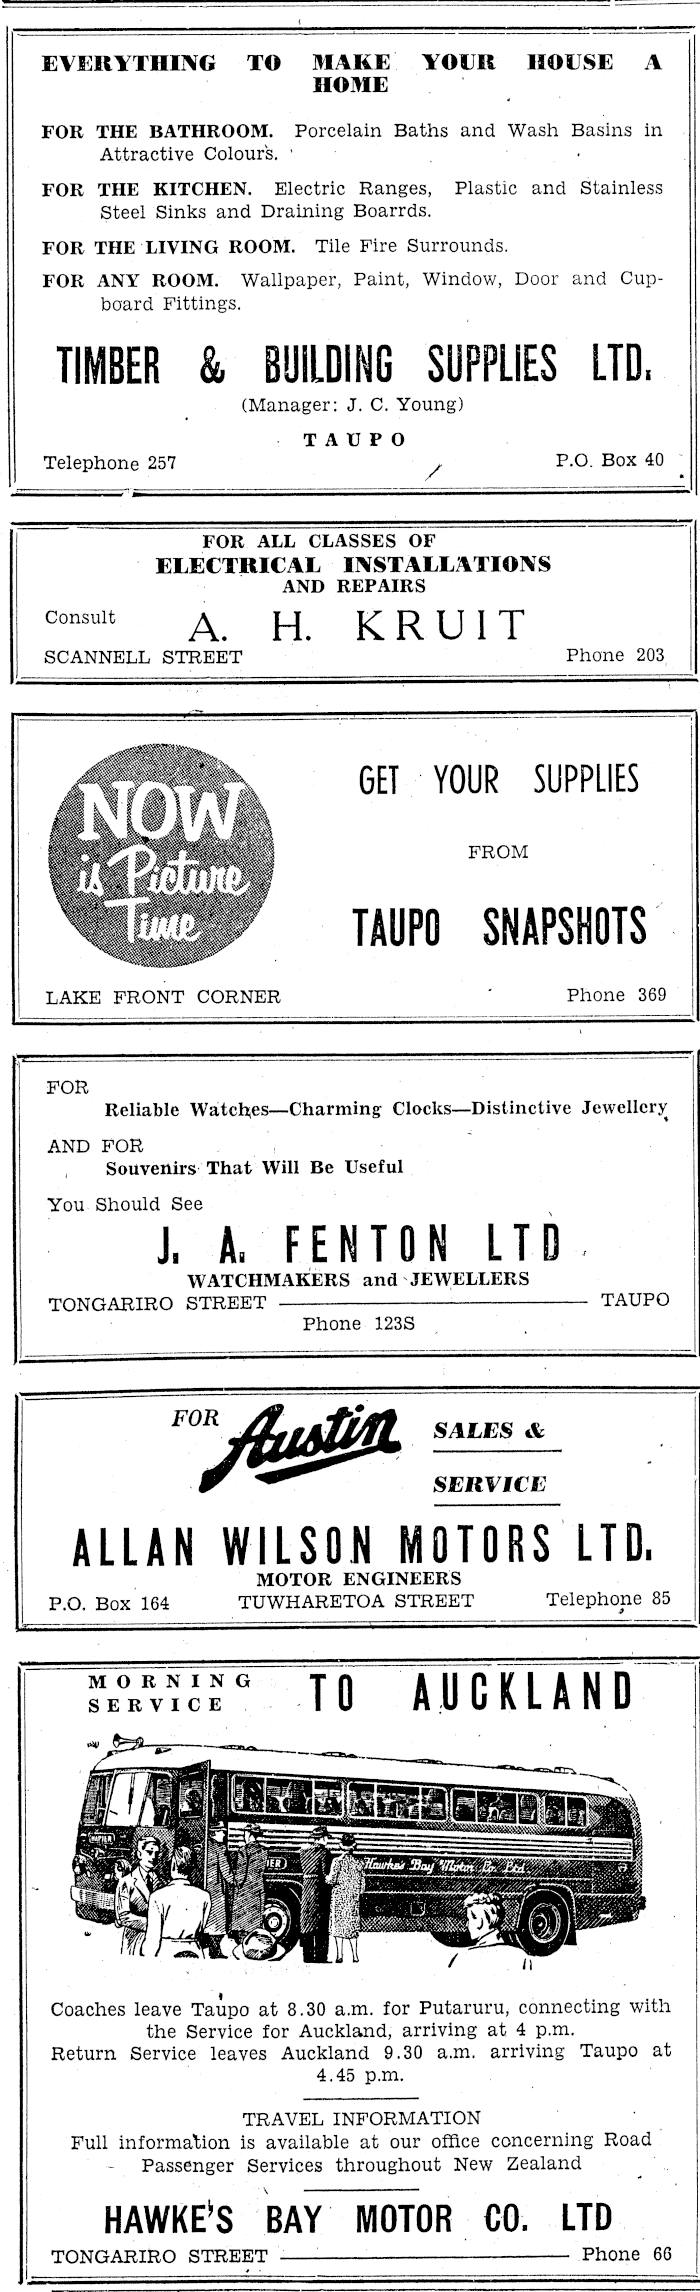 EVERYTHING TO MAKE YOUR HOUSE A
HOME
FOR THE BATHROOM. Porcelain Baths and Wash Basins in
Attractive Colours.
FOR THE KITCHEN. Electric Ranges, Plastic and Stainless
Steel Sinks and Draining Boarrds.
FOR THE LIVING ROOM. Tile Fire Surrounds.
FOR ANY ROOM. Wallpaper, Paint, Window, Door and Cup-
board Fittings.
TIMBER & BUILDING SUPPLIES LTD.
(Manager: J. C. Young)
TAUPO
Telephone 257 P.O. Box 40
FOR ALL CLASSES OF
ELECTRICAL INSTALLATIONS
AND REPAIRS
Consult A. H. KRUIT
SCANNELL STREET Phone 203
NOW
is Picture
Time
GET YOUR SUPPLIES
FROM
TAUPO SNAPSHOTS
LAKE FRONT CORNER Phone 369
FOR
Reliable Watches—Charming Clocks—Distinctive Jewellery
AND FOR
Souvenirs That Will Be Useful
You Should See
J. A. FENTON LTD
WATCHMAKERS and JEWELLERS
TONGARIRO STREET ——— TAUPO
Phone 123S
FOR Austin SALES &
SERVICE
ALLAN WILSON MOTORS LTD.
MOTOR ENGINEERS
P.O. Box 164 TUWHARETOA STREET Telephone 85
MORNING
SERVICE TO AUCKLAND
Hawke's Bay Motor Co. Ltd.
Coaches leave Taupo at 8.30 a.m. for Putaruru, connecting with
the Service for Auckland, arriving at 4 p.m.
Return Service leaves Auckland 9.30 a.m. arriving Taupo at
4.45 p.m.
TRAVEL INFORMATION
Full information is available at our office concerning Road
Passenger Services throughout New Zealand
HAWKE'S BAY MOTOR CO. LTD
TONGARIRO STREET ——— Phone 66